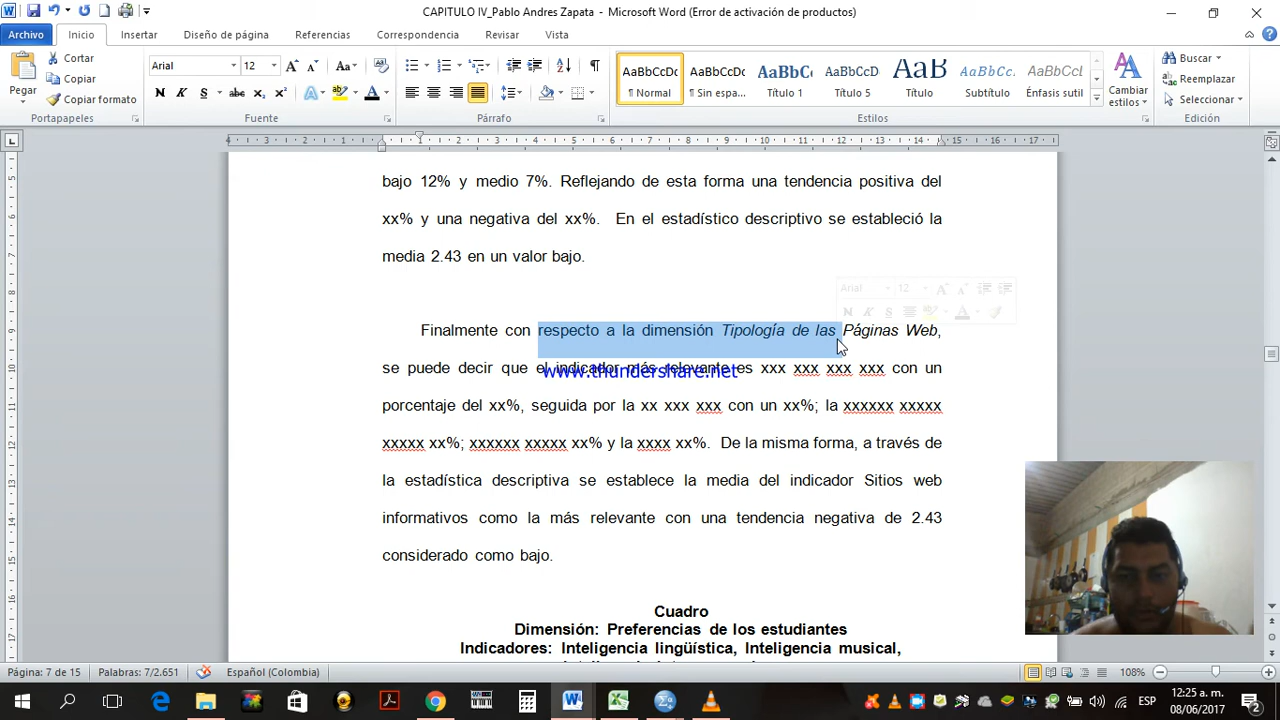 CAPITULO IV_Pablo Andres Zapata - Microsoft Word (Error de activación de productos)
Archivo Inicio Insertar Diseño de página Referencias Correspondencia Revisar Vista
Pegar
Cortar
Copiar
Copiar formato
Portapapeles
Arial 12
Fuente
Párrafo
AaBbCcDc AaBbCcDc AaBbC AaBbCcD AaB AaBbCcL AaBbCcDc
¶ Normal ¶ Sin espa... Título 1 Título 5 Título Subtítulo Énfasis sutil
Cambiar estilos
Estilos
Buscar
Reemplazar
Seleccionar
Edición
bajo 12% y medio 7%. Reflejando de esta forma una tendencia positiva del
xx% y una negativa del xx%. En el estadístico descriptivo se estableció la
media 2.43 en un valor bajo.
Arial 12
Finalmente con respecto a la dimensión Tipología de las Páginas Web,
se puede decir que el indicador más relevante es xxx xxx xxx xxx con un
www.thundershare.net
porcentaje del xx%, seguida por la xx xxx xxx con un xx%; la xxxxxx xxxxx
xxxxx xx%; xxxxxx xxxxx xx% y la xxxx xx%. De la misma forma, a través de
la estadística descriptiva se establece la media del indicador Sitios web
informativos como la más relevante con una tendencia negativa de 2.43
considerado como bajo.
Cuadro
Dimensión: Preferencias de los estudiantes
Indicadores: Inteligencia lingüística, Inteligencia musical,
Página: 7 de 15 Palabras: 7/2.651 Español (Colombia) 108%
ESP 12:25 a. m.
08/06/2017